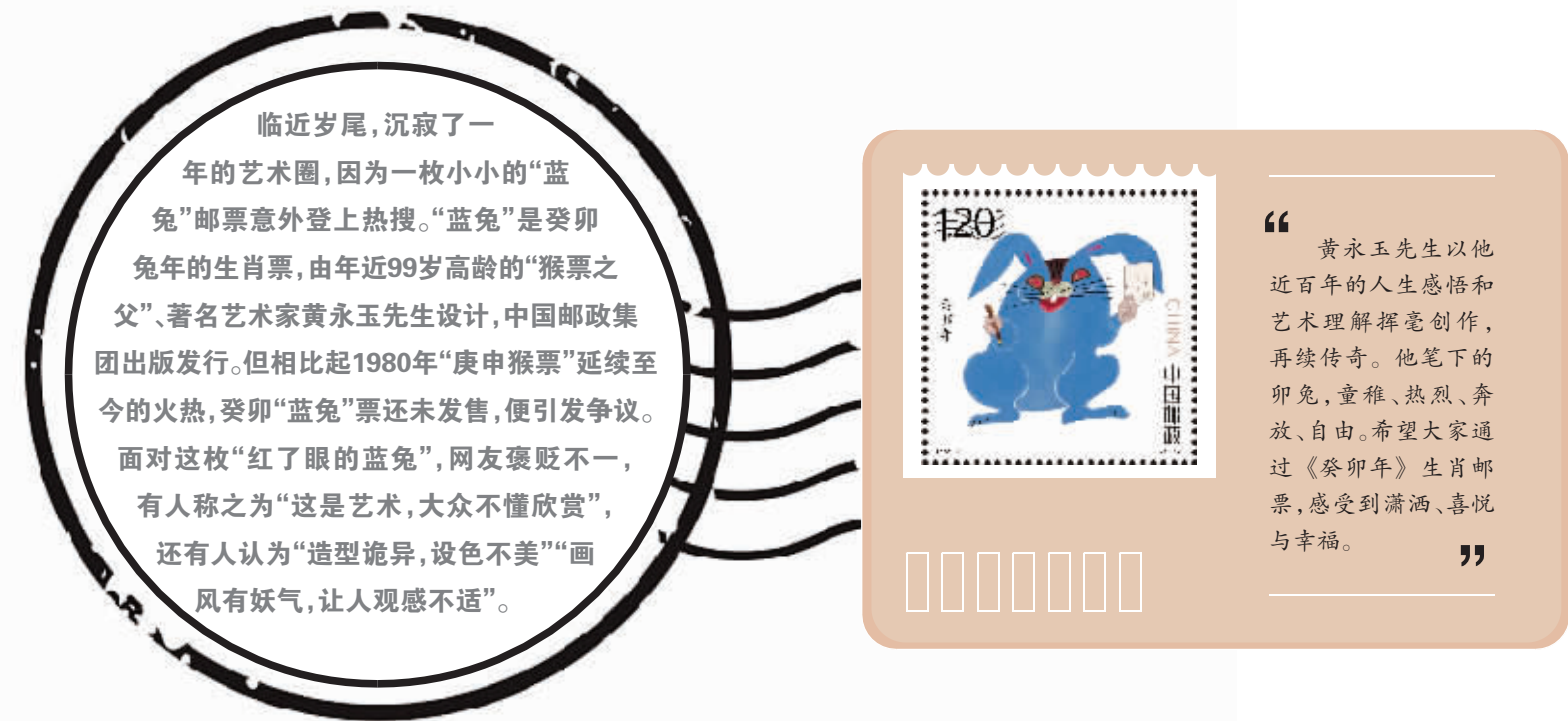 临近岁尾,沉寂了一
年的艺术圈,因为一枚小小的“蓝
兔”邮票意外登上热搜。“蓝兔”是癸卯
兔年的生肖票,由年近99岁高龄的“猴票之
父”、著名艺术家黄永玉先生设计,中国邮政集
团出版发行。但相比起1980年“庚申猴票”延续至
今的火热,癸卯“蓝兔”票还未发售,便引发争议。
面对这枚“红了眼的蓝兔”,网友褒贬不一,
有人称之为“这是艺术,大众不懂欣赏”,
还有人认为“造型诡异,设色不美”“画
风有妖气,让人观感不适”。
1.20
CHINA
中国邮政
“
黄永玉先生以他
近百年的人生感悟和
艺术理解挥毫创作,
再续传奇。他笔下的
卯兔,童稚、热烈、奔
放、自由。希望大家通
过《癸卯年》生肖邮
票,感受到潇洒、喜悦
与幸福。
”